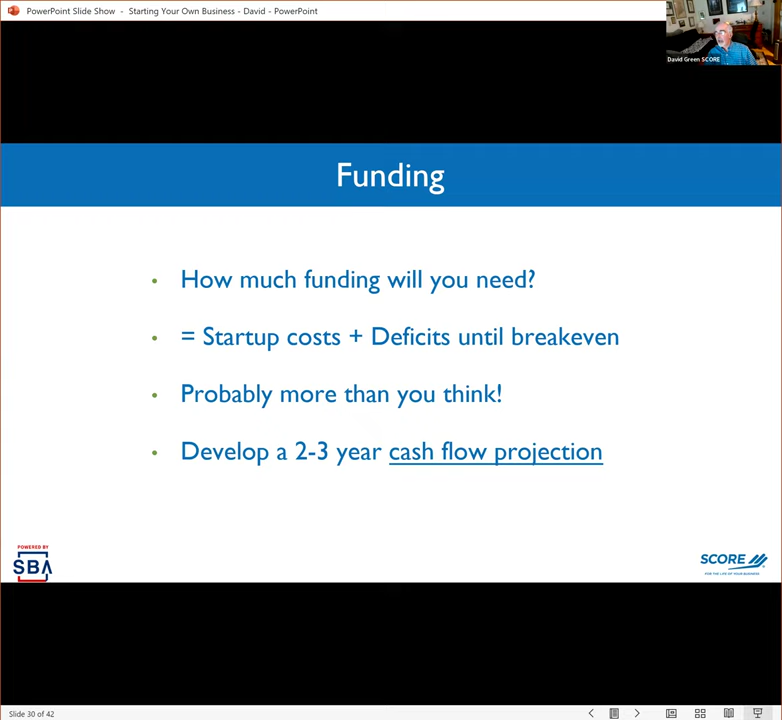 PowerPoint Slide Show - Starting Your Own Business - David - PowerPoint
David Green SCORE
Funding
• How much funding will you need?
• = Startup costs + Deficits until breakeven
• Probably more than you think!
• Develop a 2-3 year cash flow projection
POWERED BY
SBA
SCORE
FOR THE LIFE OF YOUR BUSINESS
Slide 30 of 42